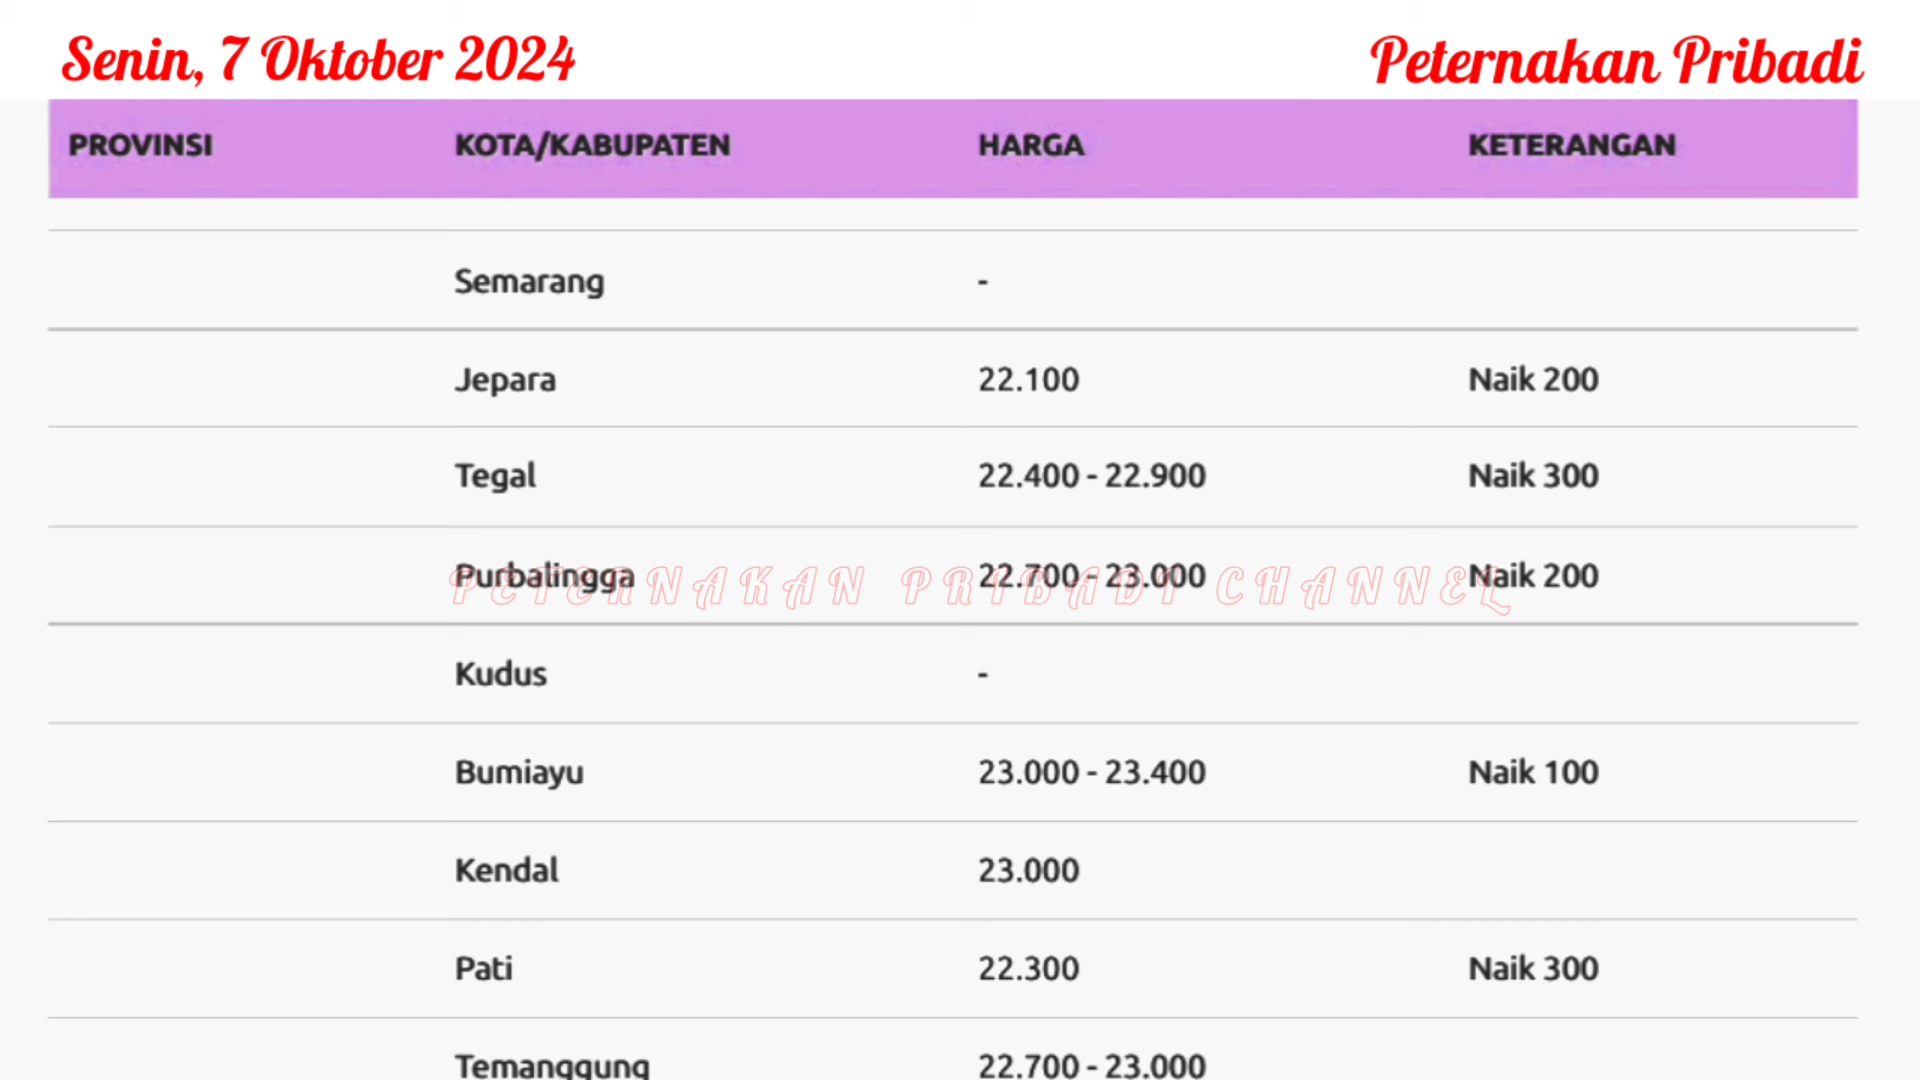 Senin, 7 Oktober 2024 Peternakan Pribadi
PROVINSI KOTA/KABUPATEN HARGA KETERANGAN
Semarang -
Jepara 22.100 Naik 200
Tegal 22.400 - 22.900 Naik 300
Purbalingga 22.700 - 23.000 Naik 200
PETERNAKAN PRIBADI CHANNEL
Kudus -
Bumiayu 23.000 - 23.400 Naik 100
Kendal 23.000
Pati 22.300 Naik 300
Temanggung 22.700 - 23.000